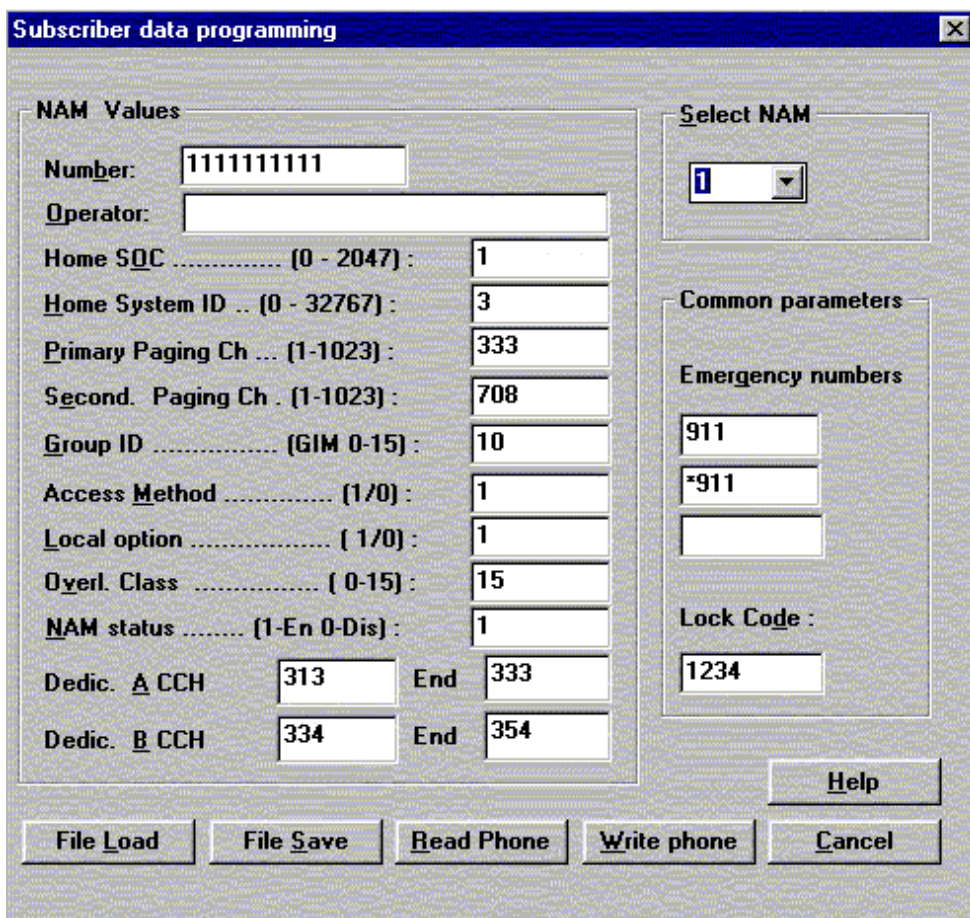 Subscriber data programming
NAM Values
Number: 1111111111
Operator:
Home SOC .............. (0 - 2047) : 1
Home System ID .. (0 - 32767) : 3
Primary Paging Ch ... (1-1023) : 333
Second. Paging Ch . (1-1023) : 708
Group ID ................ (GIM 0-15) : 10
Access Method .............. (1/0) : 1
Local option .................. ( 1/0) : 1
Overl. Class ................ ( 0-15) : 15
NAM status ........ (1-En 0-Dis) : 1
Dedic. A CCH 313 End 333
Dedic. B CCH 334 End 354
Select NAM
1
Common parameters
Emergency numbers
911
*911
Lock Code :
1234
Help
File Load File Save Read Phone Write phone Cancel